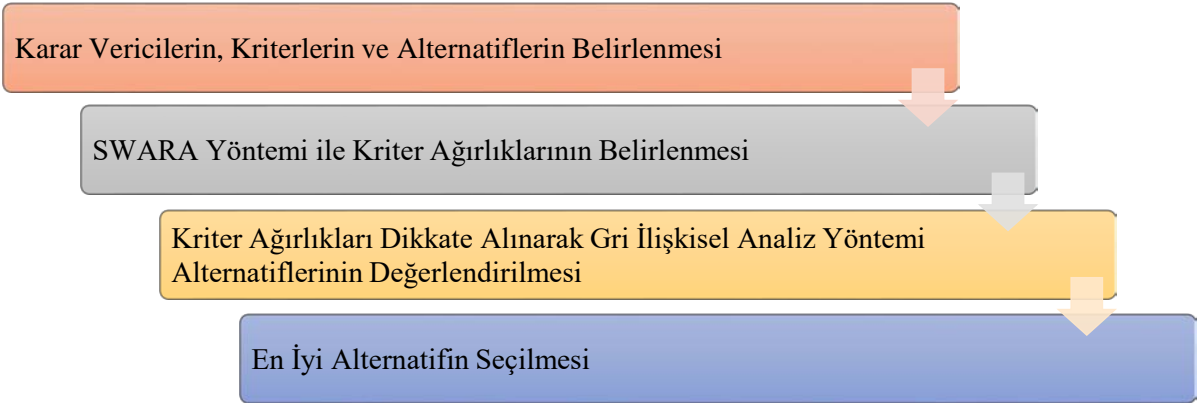 Karar Vericilerin, Kriterlerin ve Alternatiflerin Belirlenmesi
SWARA Yöntemi ile Kriter Ağırlıklarının Belirlenmesi
Kriter Ağırlıkları Dikkate Alınarak Gri İlişkisel Analiz Yöntemi
Alternatiflerinin Değerlendirilmesi
En İyi Alternatifin Seçilmesi